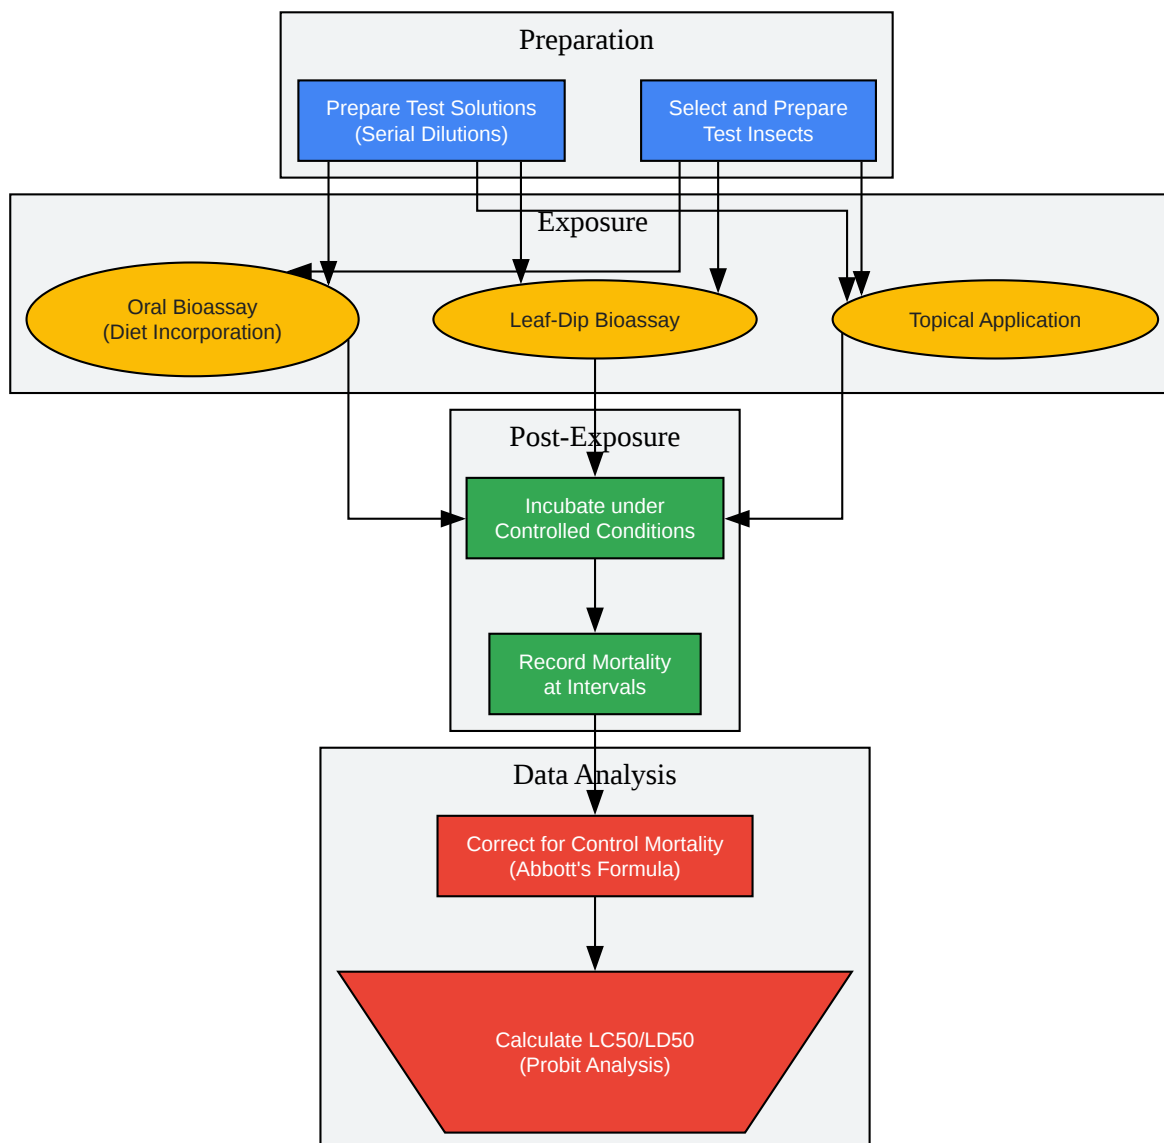 Preparation
Prepare Test Solutions
(Serial Dilutions)
Select and Prepare
Test Insects
Exposure
Oral Bioassay
(Diet Incorporation)
Leaf-Dip Bioassay
Topical Application
Post-Exposure
Incubate under
Controlled Conditions
Record Mortality
at Intervals
Data Analysis
Correct for Control Mortality
(Abbott's Formula)
Calculate LC50/LD50
(Probit Analysis)